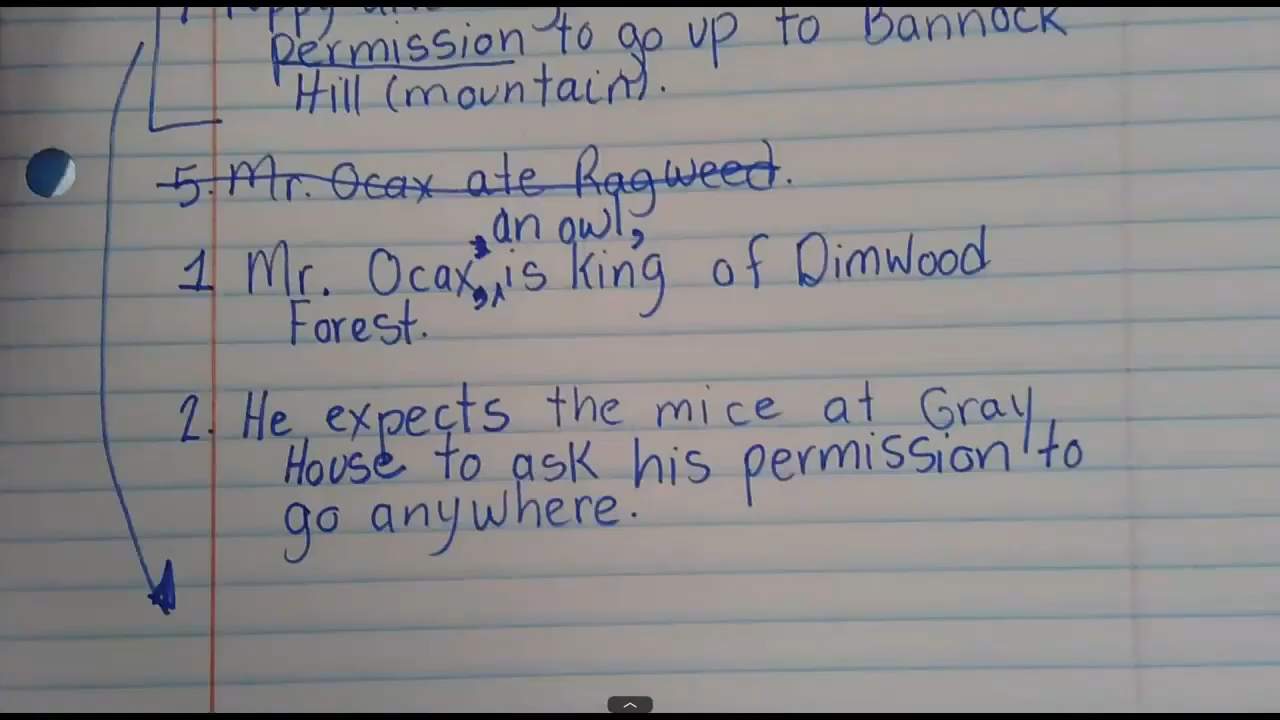 permission to go up to Bannock
Hill (mountain).
5. Mr. Ocax ate Ragweed.
an owl,
1 Mr. Ocax, is king of Dimwood
Forest.
2. He expects the mice at Gray
House to ask his permission to
go anywhere.